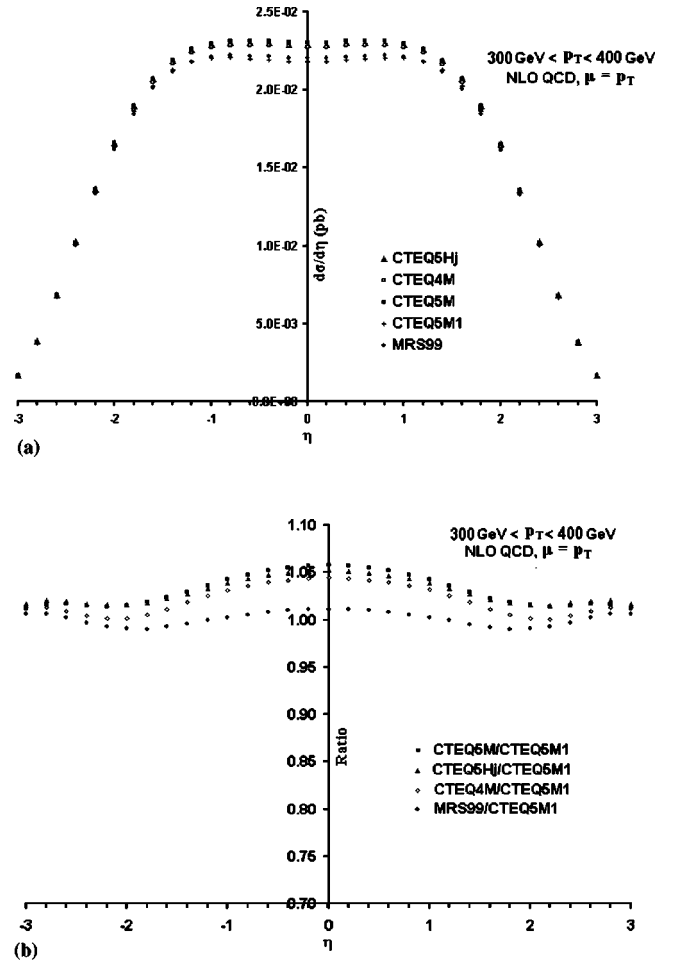 2.5E-02
300 GeV < PT < 400 GeV
NLO QCD, μ = pT
2.0E-02
1.5E-02
dσ/dη (pb)
1.0E-02
CTEQ5Hj
CTEQ4M
CTEQ5M
CTEQ5M1
MRS99
5.0E-03
0.0E+00
-3 -2 -1 0 1 2 3
η
(a)
1.10
300 GeV < PT < 400 GeV
NLO QCD, μ = pT
1.05
1.00
0.95
0.90
0.85
Ratio
CTEQ5M/CTEQ5M1
CTEQ5Hj/CTEQ5M1
CTEQ4M/CTEQ5M1
MRS99/CTEQ5M1
0.80
0.75
0.70
-3 -2 -1 0 1 2 3
η
(b)